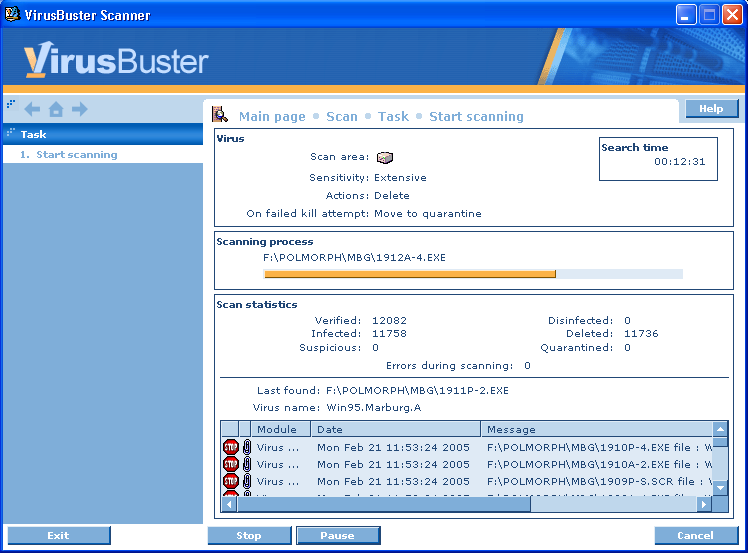 VirusBuster Scanner
VirusBuster
Help
Main page Scan Task Start scanning
Task
1. Start scanning
Virus
Scan area:
Sensitivity: Extensive
Actions: Delete
On failed kill attempt: Move to quarantine
Search time
00:12:31
Scanning process
F:\POLMORPH\MBG\1912A-4.EXE
Scan statistics
Verified: 12082 Disinfected: 0
Infected: 11758 Deleted: 11736
Suspicious: 0 Quarantined: 0
Errors during scanning: 0
Last found: F:\POLMORPH\MBG\1911P-2.EXE
Virus name: Win95.Marburg.A
Module Date Message
STOP Virus ... Mon Feb 21 11:53:24 2005 F:\POLMORPH\MBG\1910P-4.EXE file : W
STOP Virus ... Mon Feb 21 11:53:24 2005 F:\POLMORPH\MBG\1910A-2.EXE file : W
STOP Virus ... Mon Feb 21 11:53:24 2005 F:\POLMORPH\MBG\1909P-S.SCR file : V
Exit Stop Pause Cancel